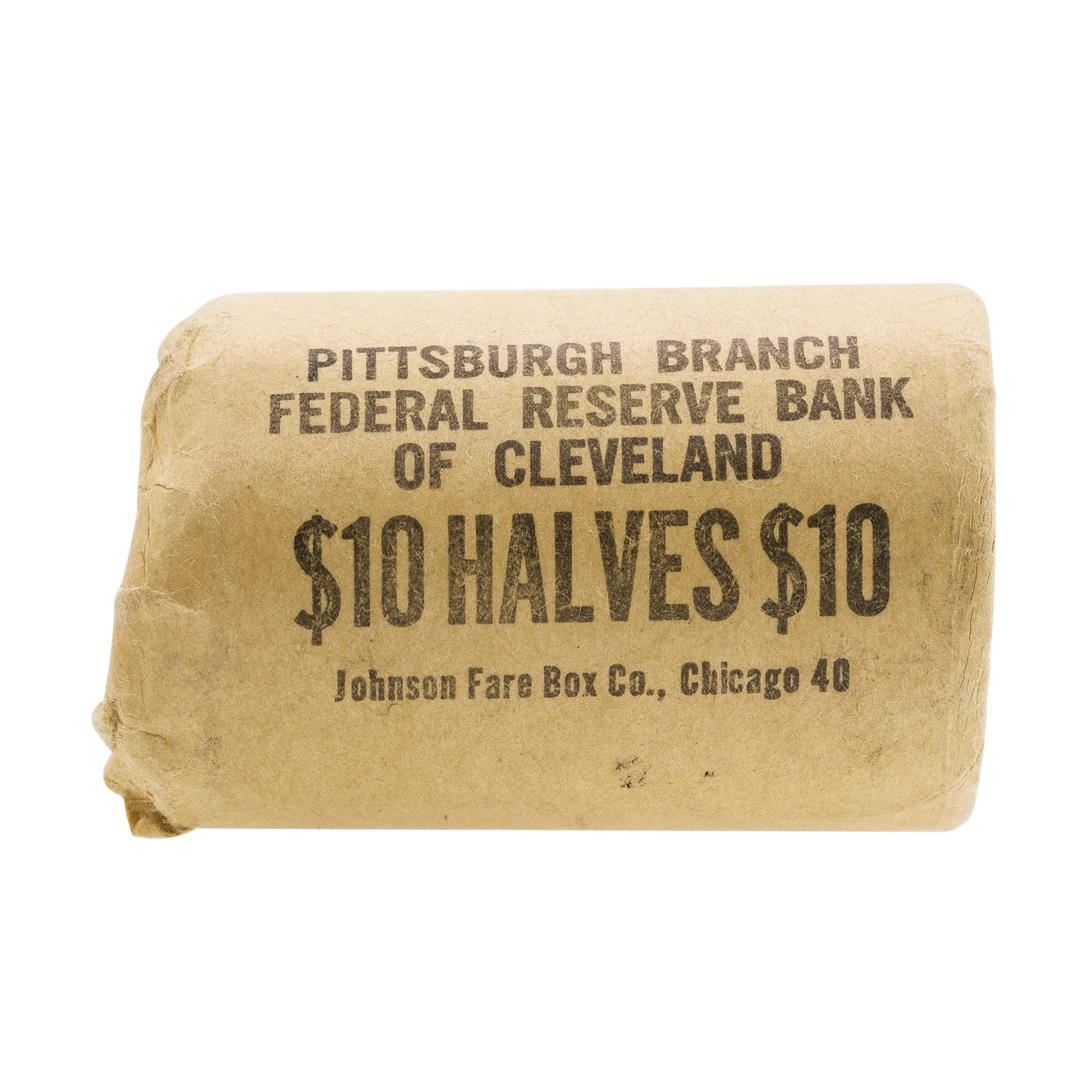 PITTSBURGH BRANCH
FEDERAL RESERVE BANK
OF CLEVELAND
$10 HALVES $10
Johnson Fare Box Co., Chicago 40